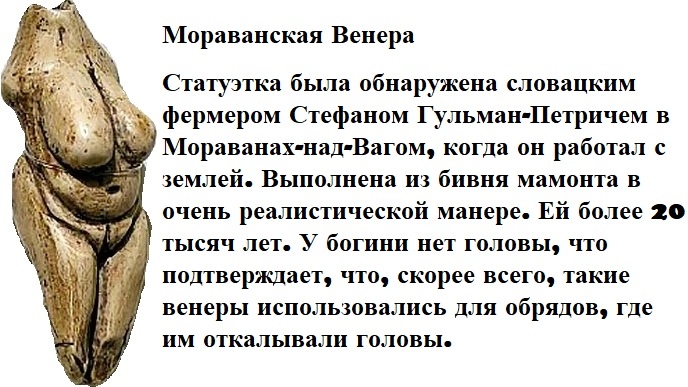 Мораванская Венера
Статуэтка была обнаружена словацким
фермером Стефаном Гульман-Петричем в
Мораванах-над-Вагом, когда он работал с
землей. Выполнена из бивня мамонта в
очень реалистической манере. Ей более 20
тысяч лет. У богини нет головы, что
подтверждает, что, скорее всего, такие
венеры использовались для обрядов, где
им откалывали головы.